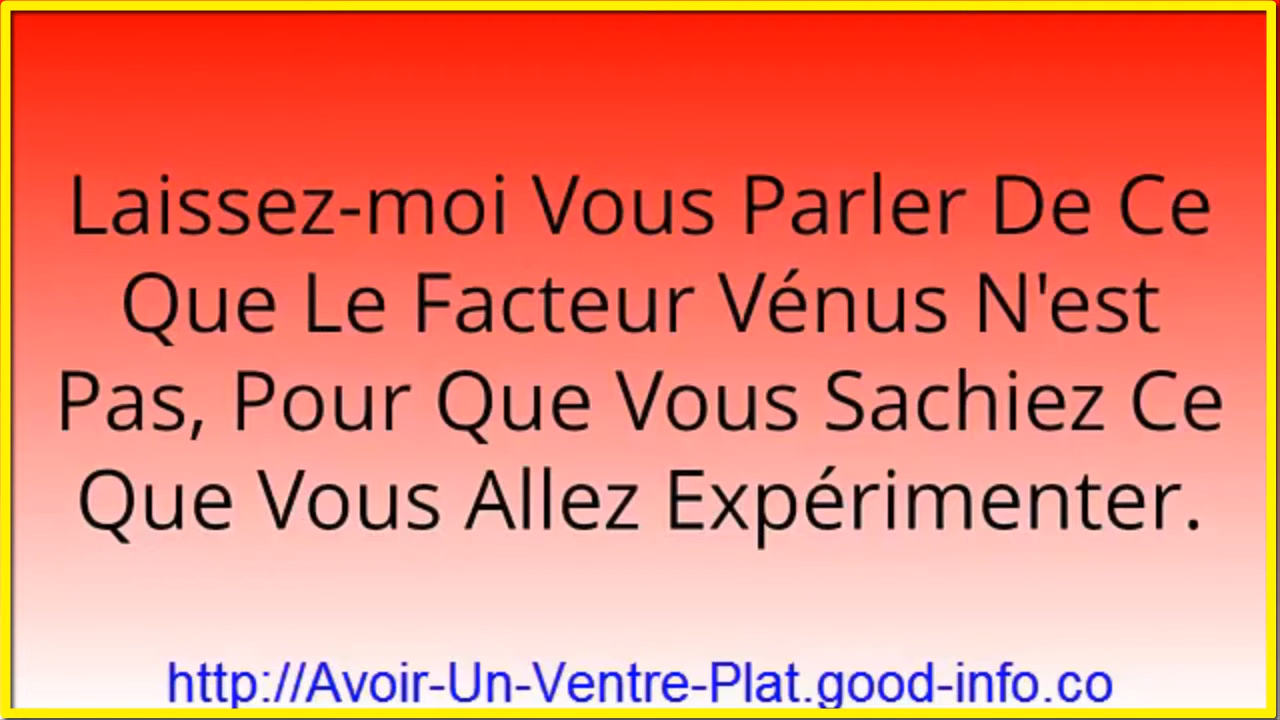 Laissez-moi Vous Parler De Ce
Que Le Facteur Vénus N'est
Pas, Pour Que Vous Sachiez Ce
Que Vous Allez Expérimenter.
http://Avoir-Un-Ventre-Plat.good-info.co